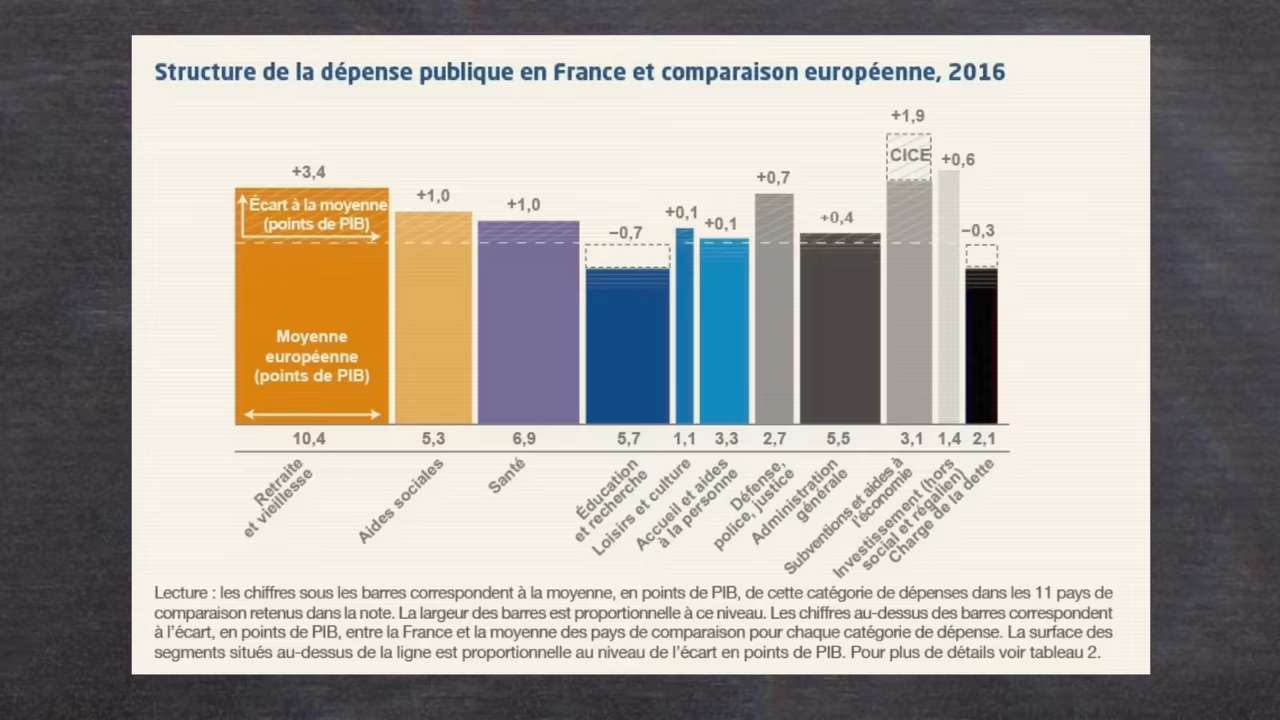 Structure de la dépense publique en France et comparaison européenne, 2016
+3,4
+1,0
+1,0
−0,7
+0,1
+0,1
+0,7
+0,4
+1,9
CICE
+0,6
−0,3
Écart à la moyenne
(points de PIB)
Moyenne
européenne
(points de PIB)
10,4
5,3
6,9
5,7
1,1
3,3
2,7
5,5
3,1
1,4
2,1
Retraite
et vieillesse
Aides sociales
Santé
Éducation
et recherche
Loisirs et culture
Accueil et aides
à la personne
Défense,
police, justice
Administration
générale
Subventions et aides à
l'économie
Investissement (hors
social et régalien)
Charge de la dette
Lecture : les chiffres sous les barres correspondent à la moyenne, en points de PIB, de cette catégorie de dépenses dans les 11 pays de
comparaison retenus dans la note. La largeur des barres est proportionnelle à ce niveau. Les chiffres au-dessus des barres correspondent
à l'écart, en points de PIB, entre la France et la moyenne des pays de comparaison pour chaque catégorie de dépense. La surface des
segments situés au-dessus de la ligne est proportionnelle au niveau de l'écart en points de PIB. Pour plus de détails voir tableau 2.